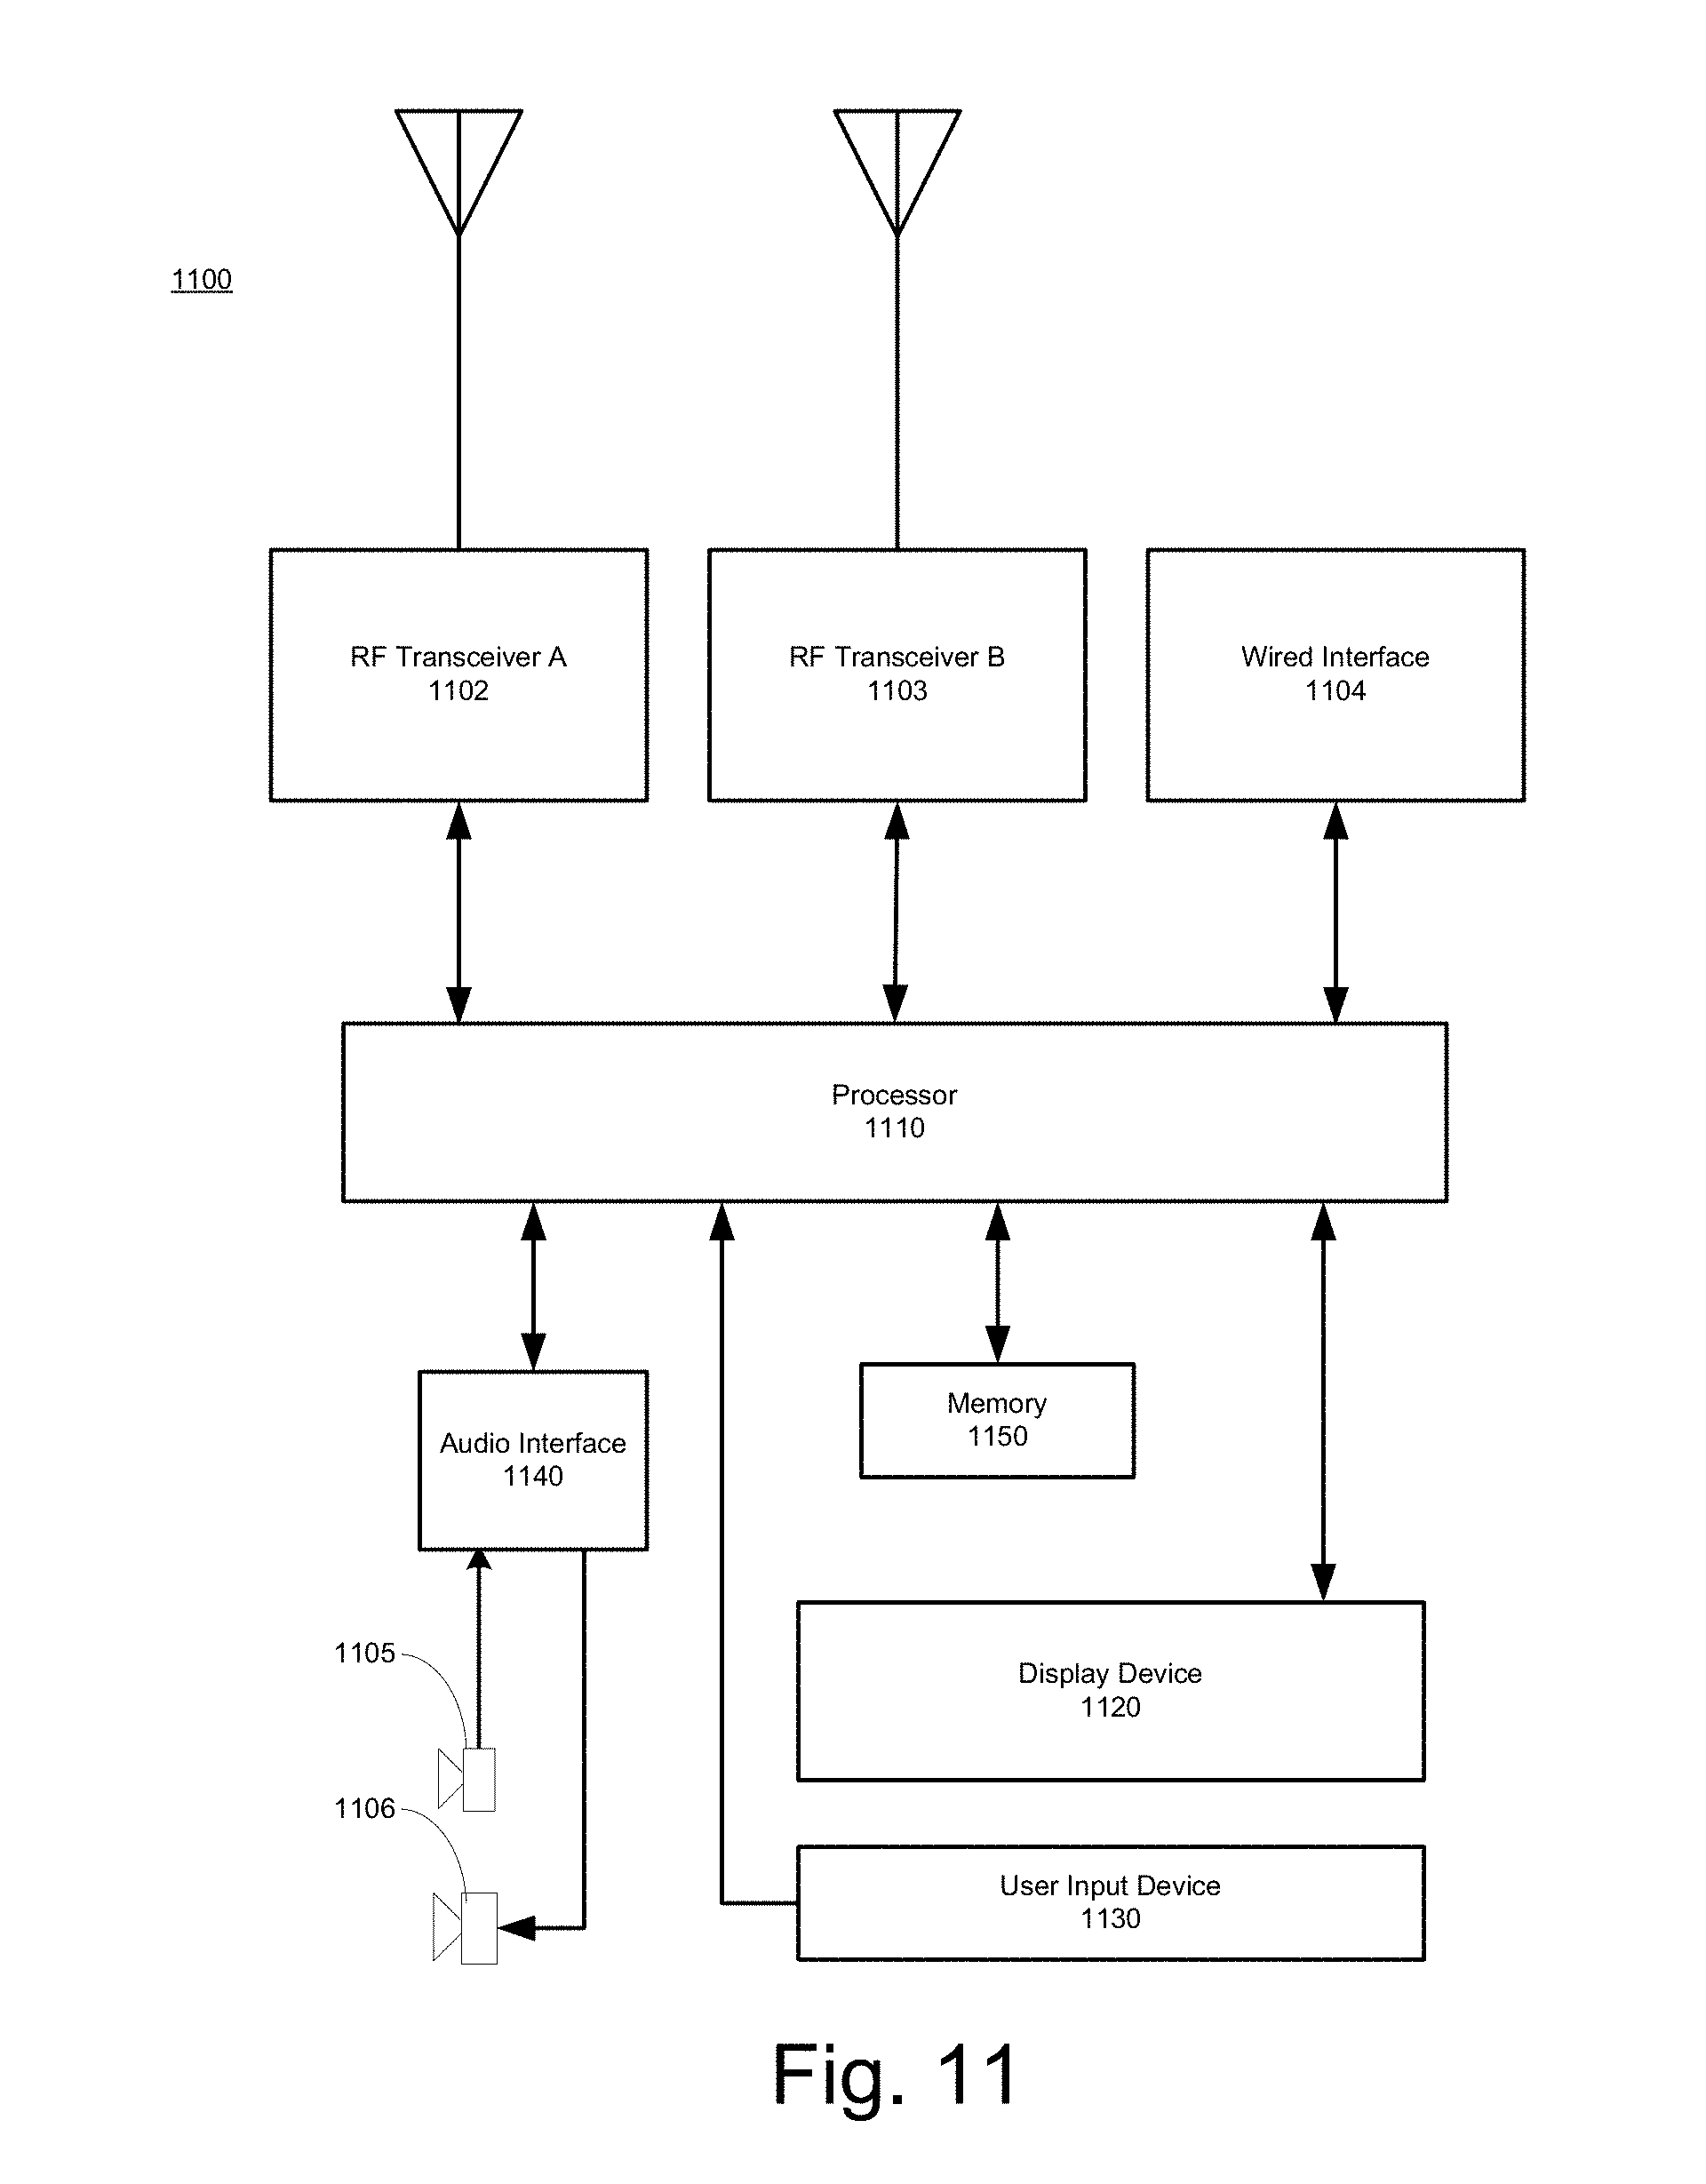 1100
RF Transceiver A
1102
RF Transceiver B
1103
Wired Interface
1104
Processor
1110
Audio Interface
1140
Memory
1150
1105
Display Device
1120
1106
User Input Device
1130
Fig. 11